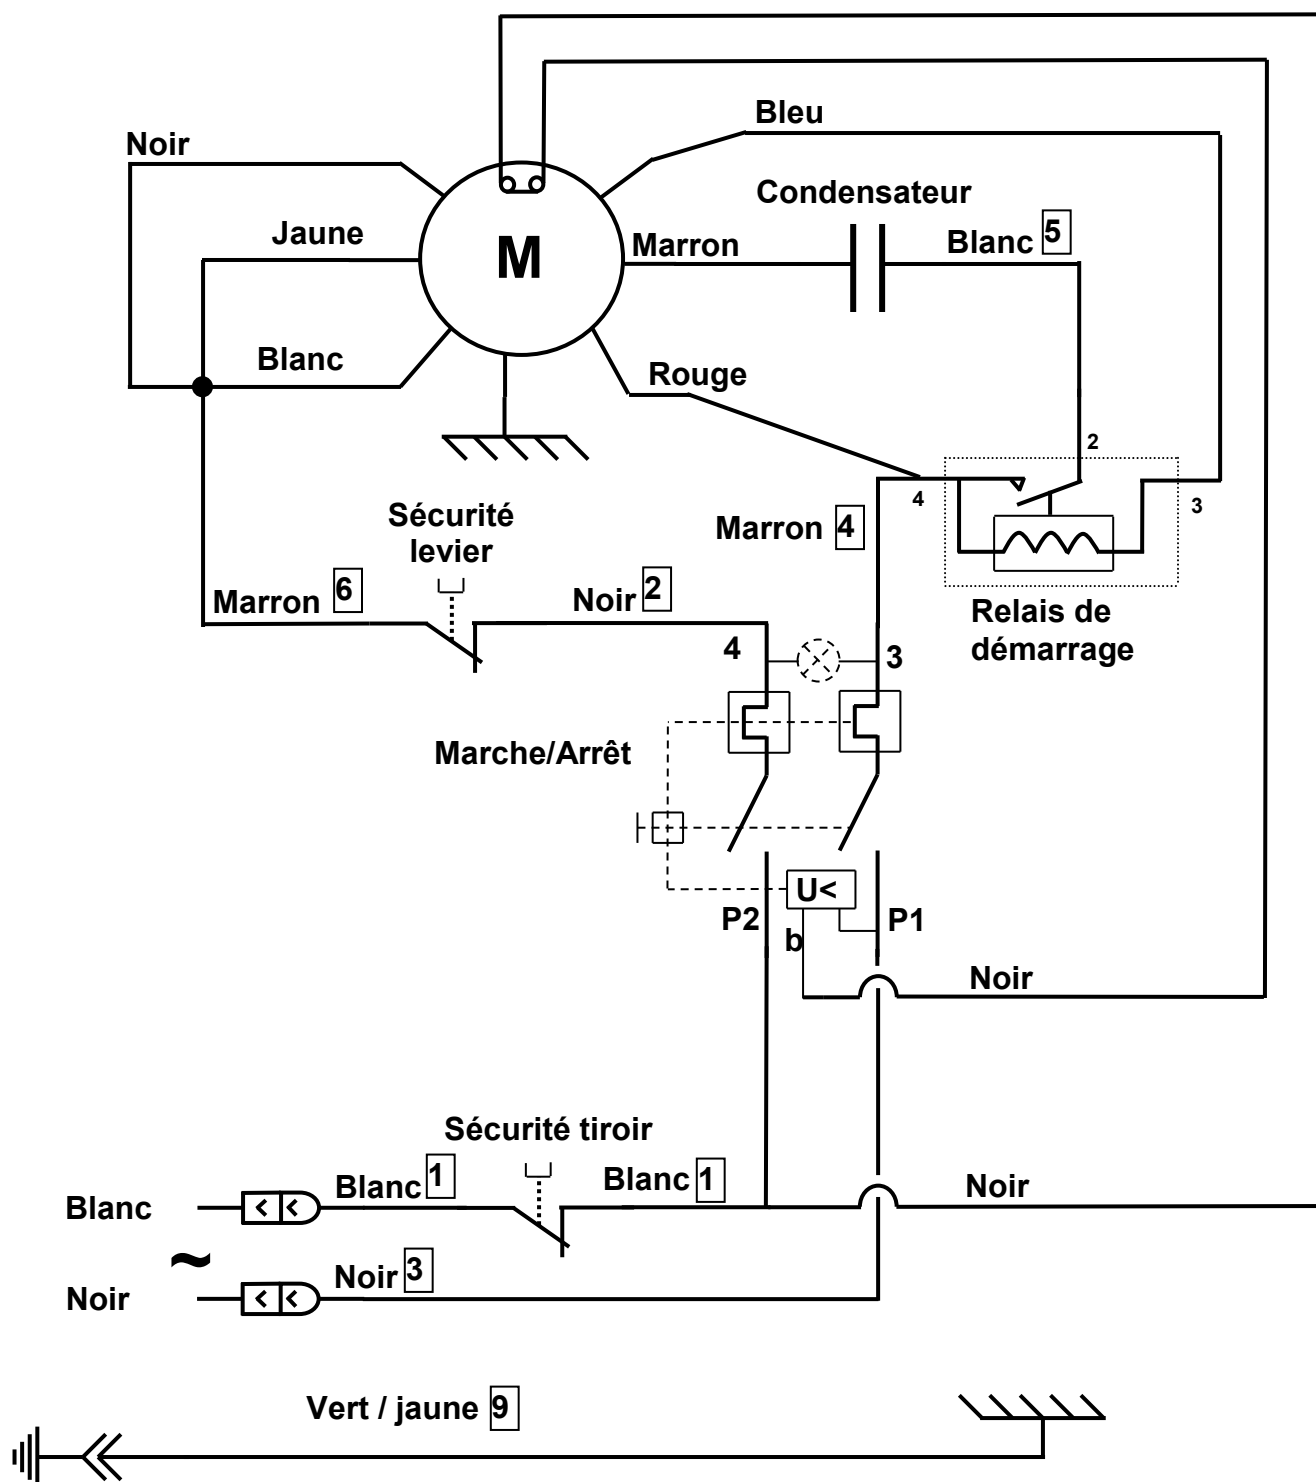 Bleu
Noir
Condensateur
Jaune
M
Marron
Blanc 5
Blanc
Rouge
2
4
3
Sécurité
levier
Marron 4
Marron 6
Noir 2
Relais de
démarrage
4
3
Marche/Arrêt
U<
P2
P1
b
Noir
Sécurité tiroir
Blanc 1
Blanc 1
Noir
Blanc
~
Noir 3
Noir
Vert / jaune 9